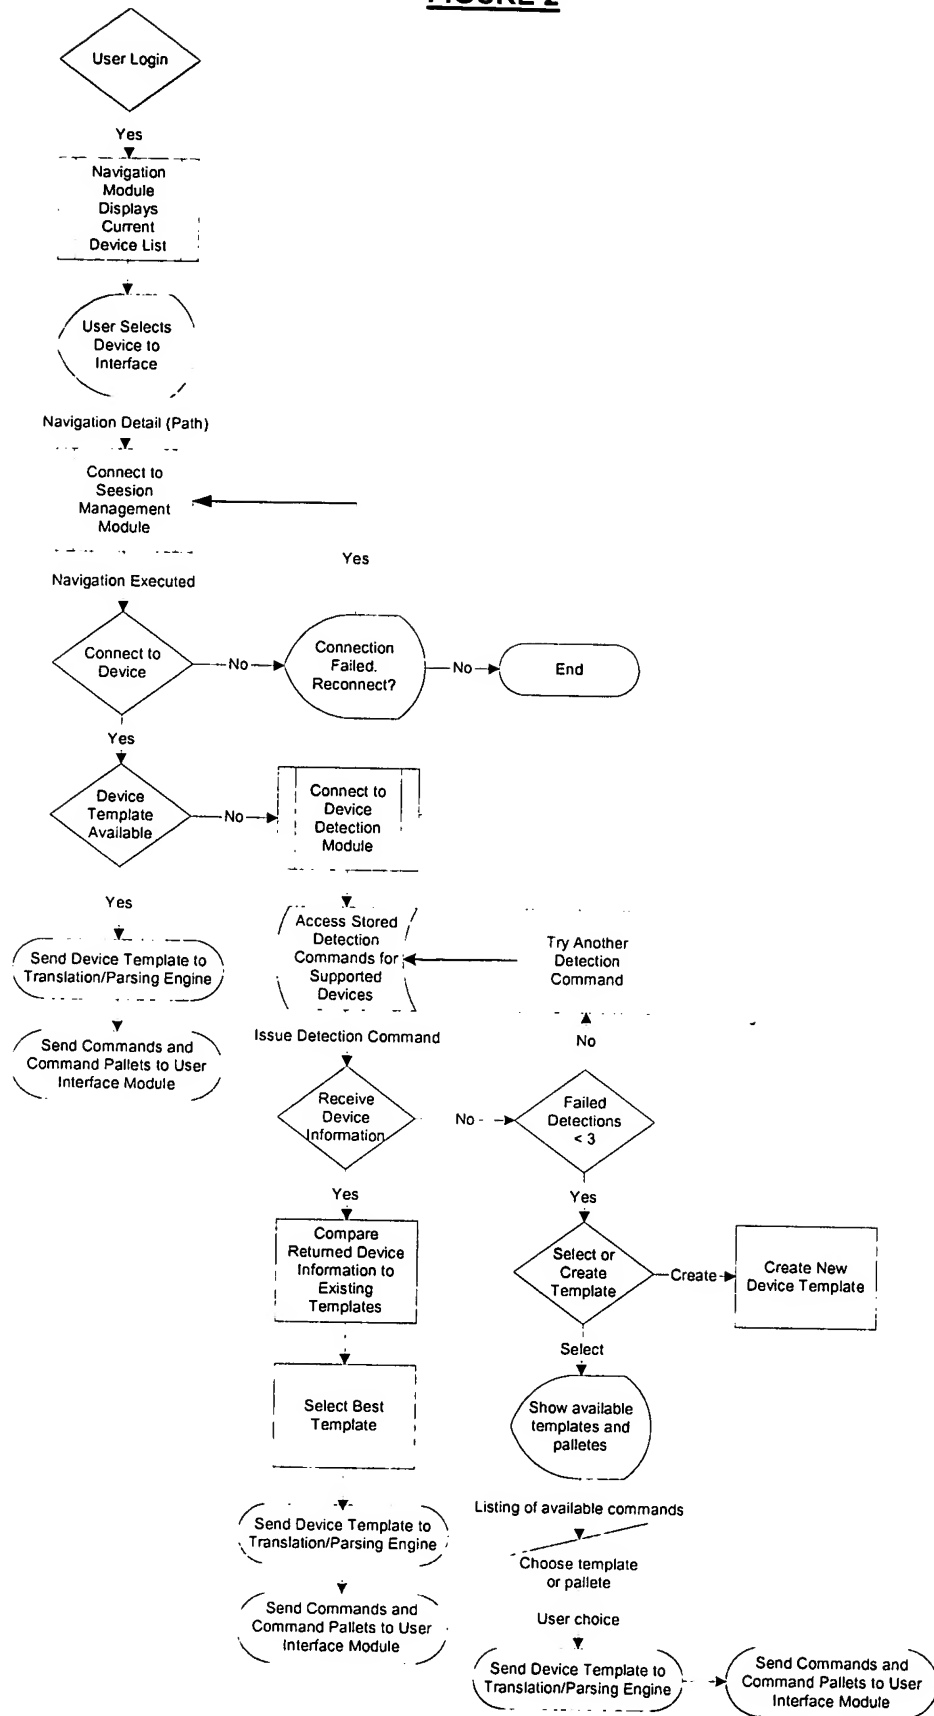 FIGURE 2
User Login
Yes
Navigation
Module
Displays
Current
Device List
User Selects
Device to
Interface
Navigation Detail (Path)
Connect to
Seesion
Management
Module
Yes
Navigation Executed
Connect to
Device
No
Connection
Failed.
Reconnect?
No
End
Yes
Device
Template
Available
No
Connect to
Device
Detection
Module
Yes
Send Device Template to
Translation/Parsing Engine
Send Commands and
Command Pallets to User
Interface Module
Access Stored
Detection
Commands for
Supported
Devices
Try Another
Detection
Command
Issue Detection Command
No
Receive
Device
Information
No
Failed
Detections
< 3
Yes
Yes
Compare
Returned Device
Information to
Existing
Templates
Select or
Create
Template
Create
Create New
Device Template
Select
Select Best
Template
Show available
templates and
palletes
Send Device Template to
Translation/Parsing Engine
Send Commands and
Command Pallets to User
Interface Module
Listing of available commands
Choose template
or pallete
User choice
Send Device Template to
Translation/Parsing Engine
Send Commands and
Command Pallets to User
Interface Module